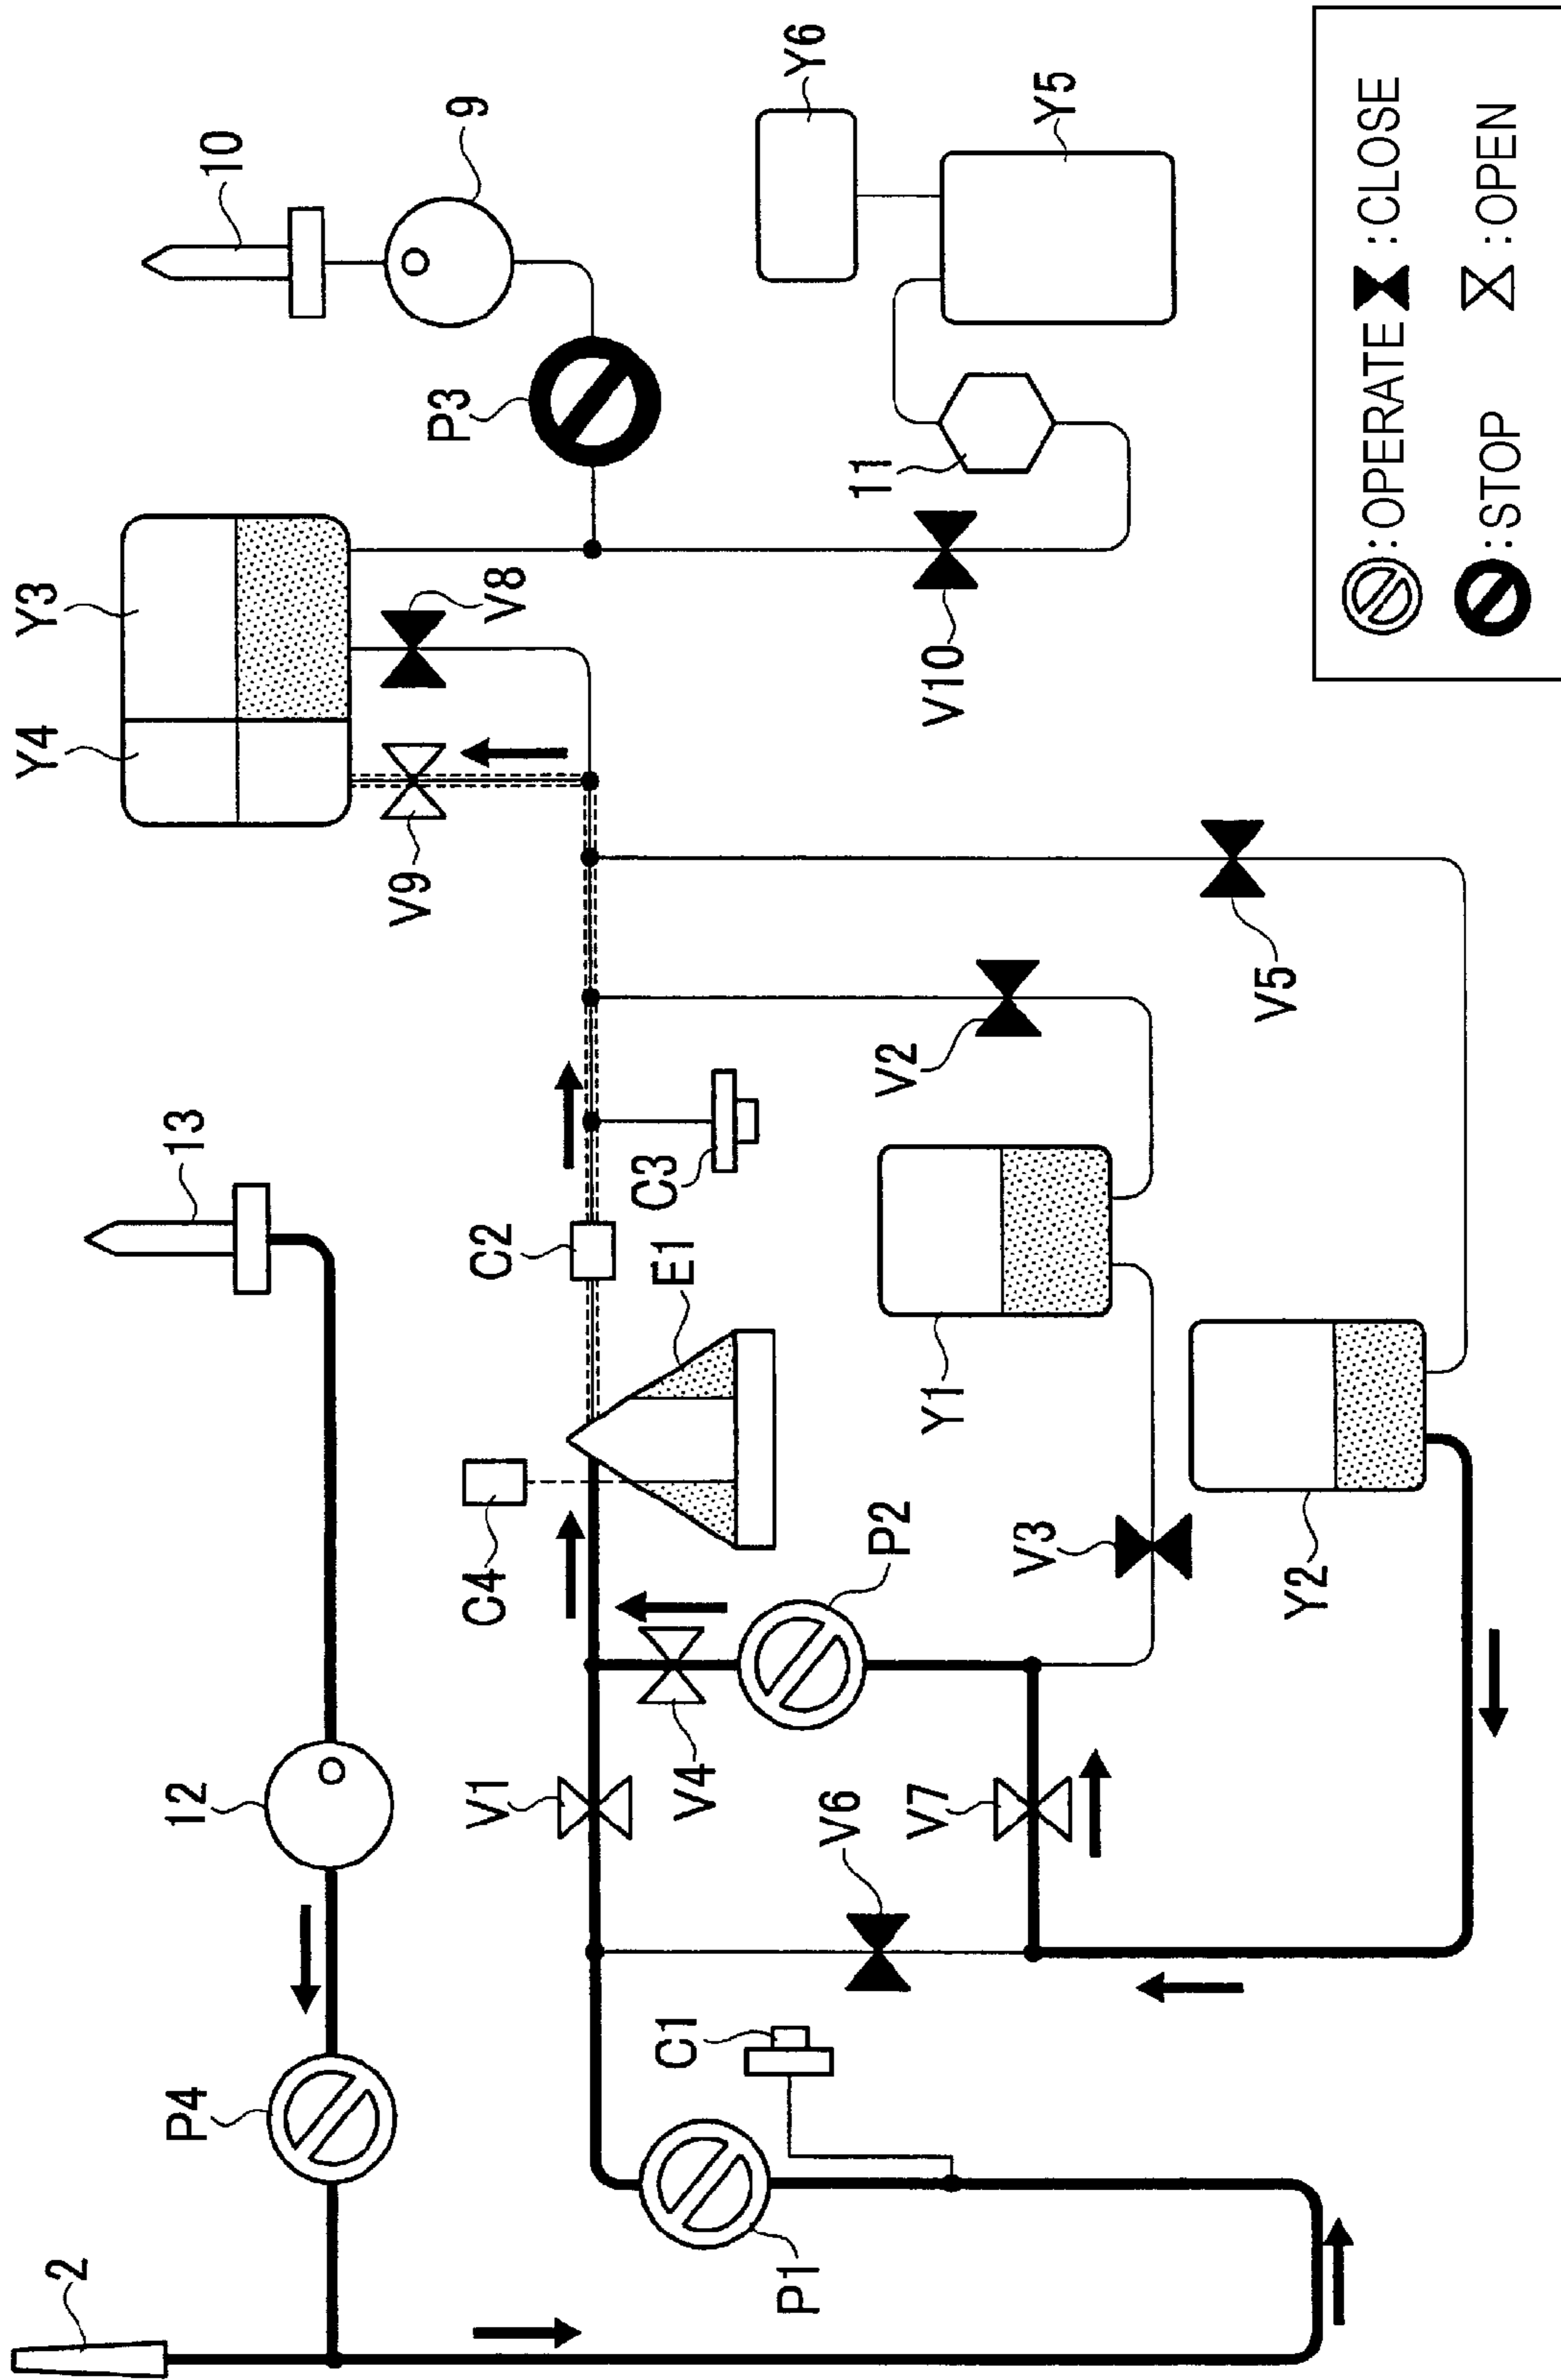 Y3
Y4
10
9
Y6
Y5
P3
11
V8
V9
V10
V5
V2
13
C2
C3
E1
C4
Y1
V3
P2
Y2
12
V1
V4
V6
V7
P4
C1
P1
2
:OPERATE :CLOSE
:STOP :OPEN